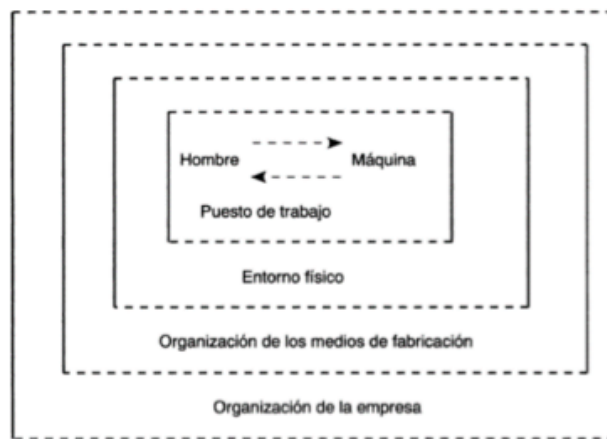 Hombre Máquina
Puesto de trabajo
Entorno físico
Organización de los medios de fabricación
Organización de la empresa